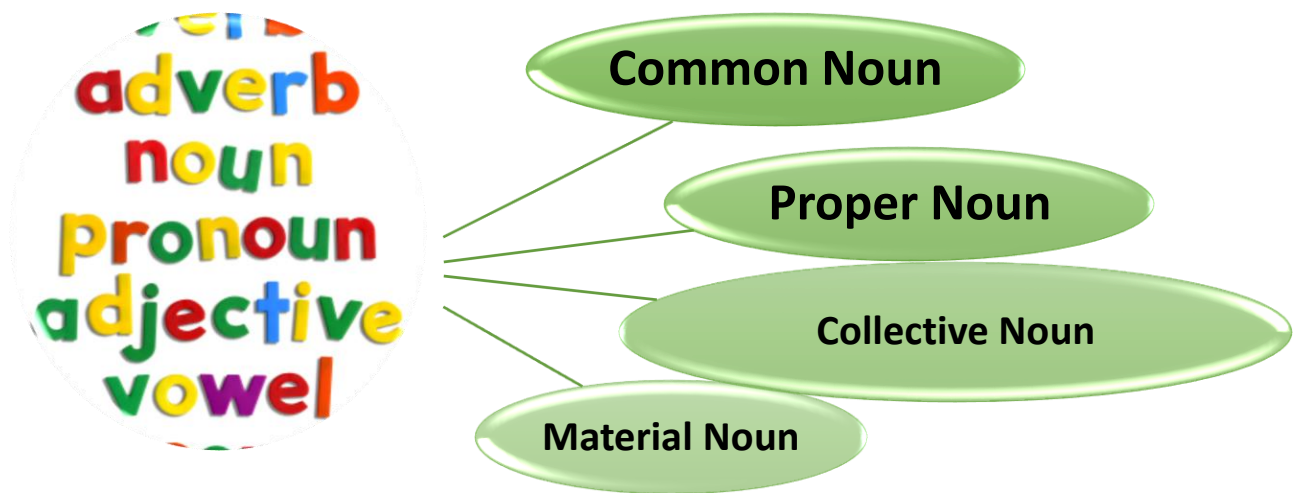 adverb
noun
pronoun
adjective
vowel
Common Noun
Proper Noun
Collective Noun
Material Noun